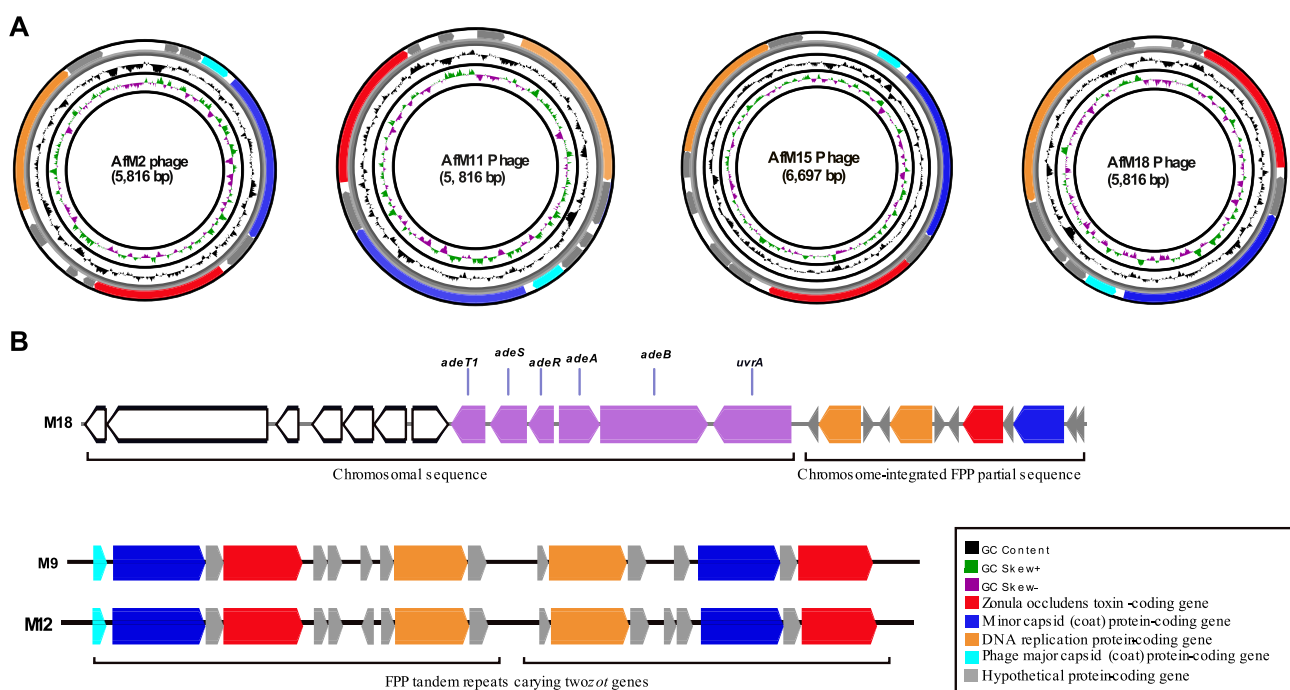 A
AfM2 phage
(5,816 bp)
AfM11 Phage
(5, 816 bp)
AfM15 Phage
(6,697 bp)
AfM18 Phage
(5,816 bp)
B
adeT1 adeS adeR adeA adeB uvrA
M18
Chromosomal sequence
Chromosome-integrated FPP partial sequence
M9
M12
FPP tandem repeats carying two zot genes
GC Content
GC Skew+
GC Skew-
Zonula occludens toxin -coding gene
Minor capsid (coat) protein-coding gene
DNA replication protein-coding gene
Phage major capsid (coat) protein-coding gene
Hypothetical protein-coding gene